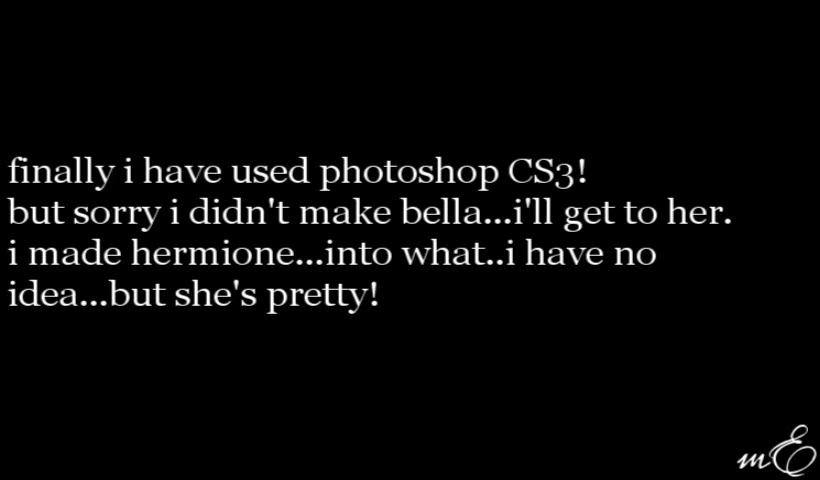 finally i have used photoshop CS3!
but sorry i didn't make bella...i'll get to her.
i made hermione...into what..i have no
idea...but she's pretty!
mE